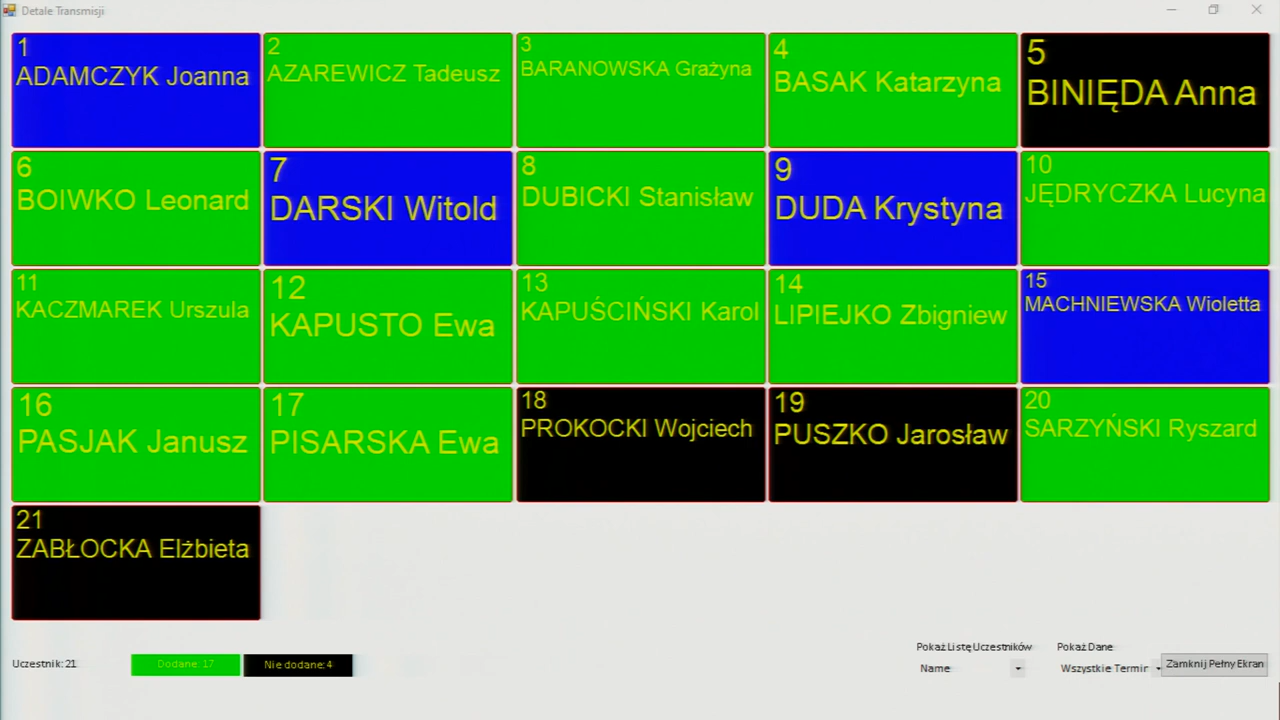 Detale Transmisji
1
ADAMCZYK Joanna
2
AZAREWICZ Tadeusz
3
BARANOWSKA Grażyna
4
BASAK Katarzyna
5
BINIĘDA Anna
6
BOIWKO Leonard
7
DARSKI Witold
8
DUBICKI Stanisław
9
DUDA Krystyna
10
JĘDRYCZKA Lucyna
11
KACZMAREK Urszula
12
KAPUSTO Ewa
13
KAPUŚCIŃSKI Karol
14
LIPIEJKO Zbigniew
15
MACHNIEWSKA Wioletta
16
PASJAK Janusz
17
PISARSKA Ewa
18
PROKOCKI Wojciech
19
PUSZKO Jarosław
20
SARZYŃSKI Ryszard
21
ZABŁOCKA Elżbieta
Uczestnik: 21
Dodane: 17
Nie dodane: 4
Pokaż Listę Uczestników
Name
Pokaż Dane
Wszystkie Termir
Zamknij Pełny Ekran